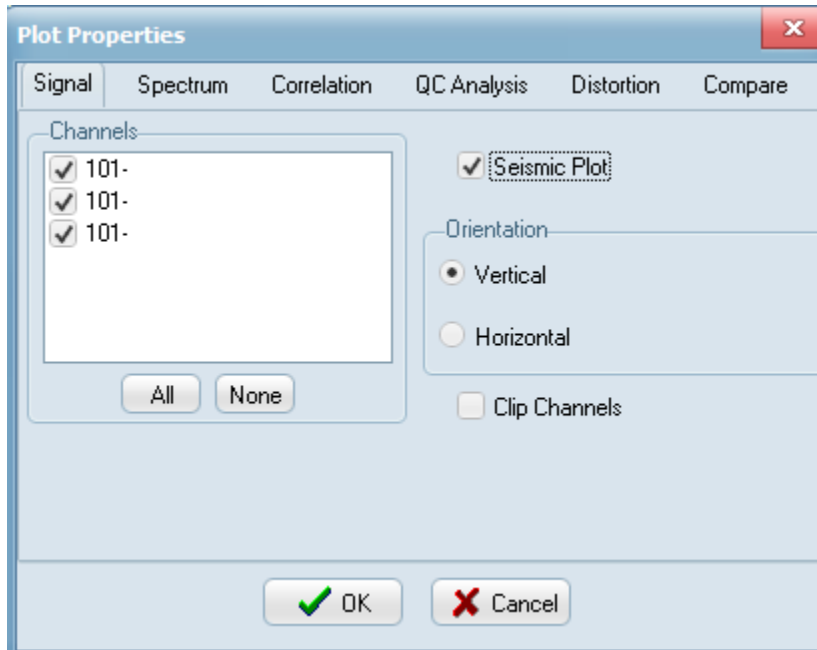 Plot Properties
Signal Spectrum Correlation QC Analysis Distortion Compare
Channels
101-
101-
101-
All None
Seismic Plot
Orientation
Vertical
Horizontal
Clip Channels
OK Cancel